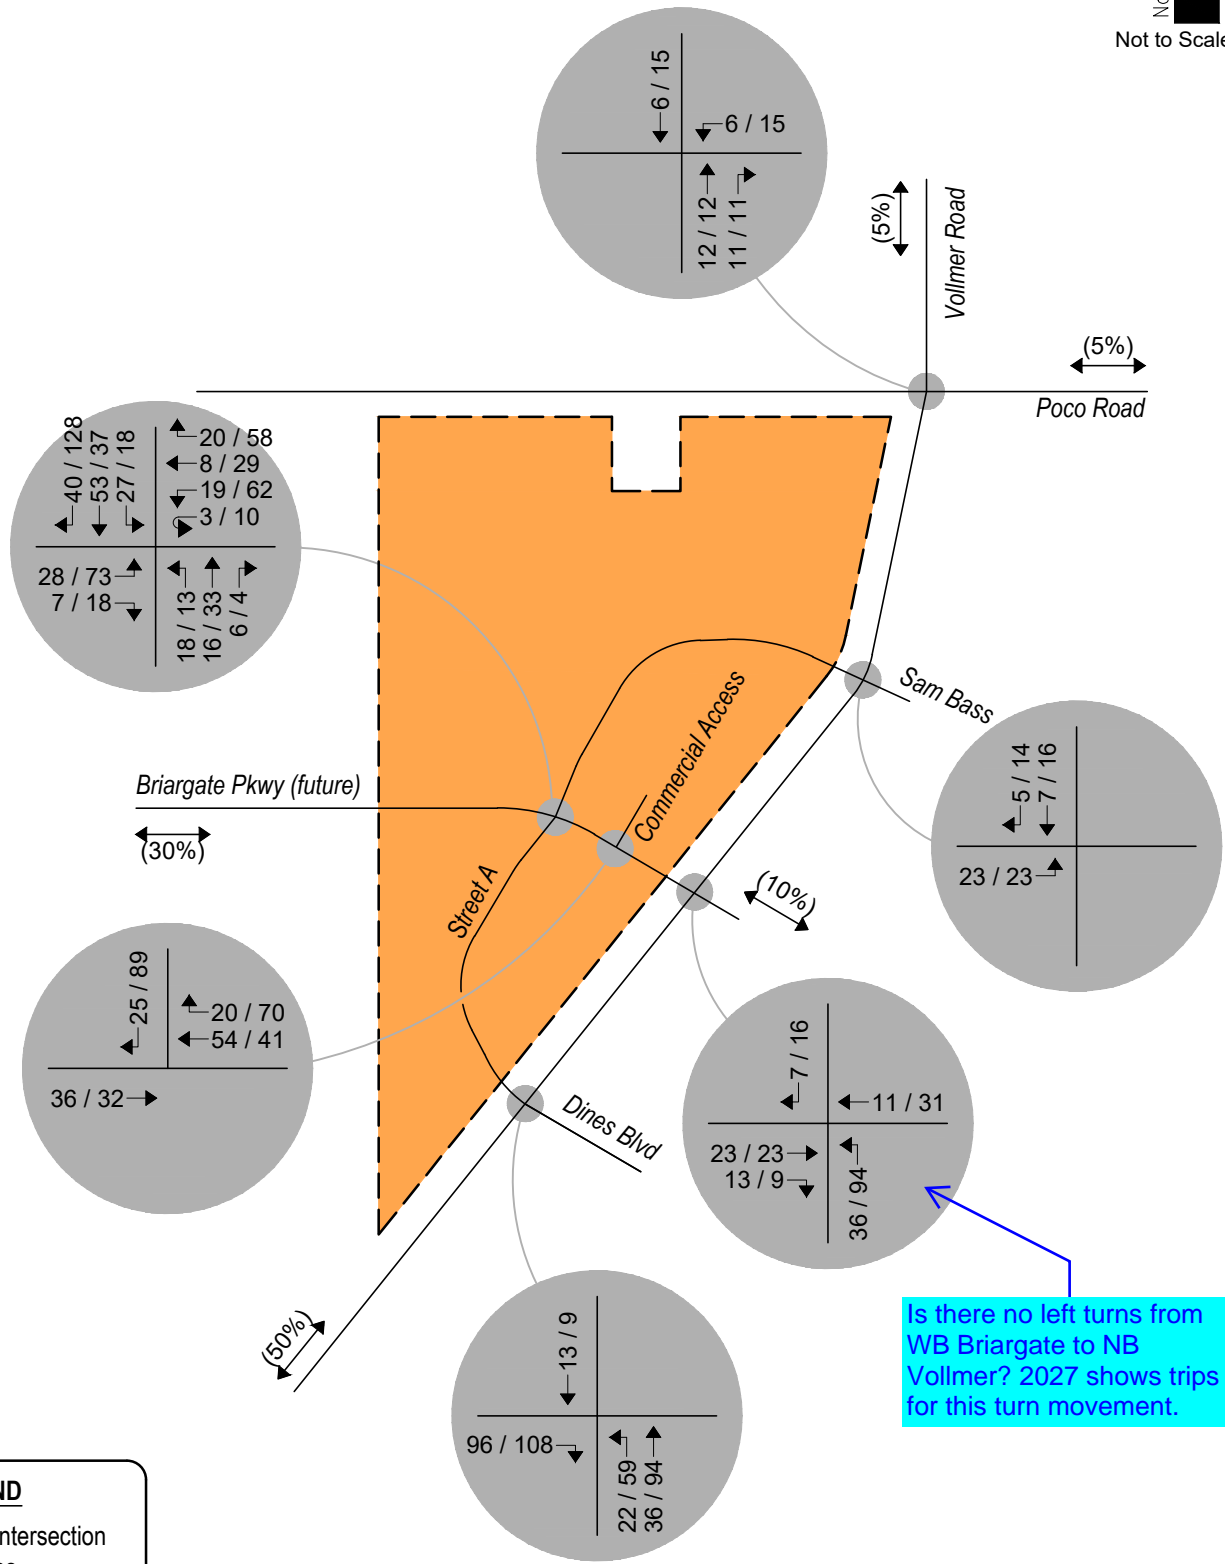 Not to Scale
6 / 15
6 / 15
12 / 12
11 / 11
(5%)
Vollmer Road
(5%)
Poco Road
40 / 128
53 / 37
27 / 18
20 / 58
8 / 29
19 / 62
3 / 10
28 / 73
7 / 18
18 / 13
16 / 33
6 / 4
Sam Bass
Commercial Access
Briargate Pkwy (future)
(30%)
Street A
(10%)
5 / 14
7 / 16
23 / 23
25 / 89
20 / 70
54 / 41
36 / 32
Dines Blvd
7 / 16
11 / 31
23 / 23
13 / 9
36 / 94
(50%)
Is there no left turns from
WB Briargate to NB
Vollmer? 2027 shows trips
for this turn movement.
13 / 9
96 / 108
22 / 59
36 / 94
ND
ntersection